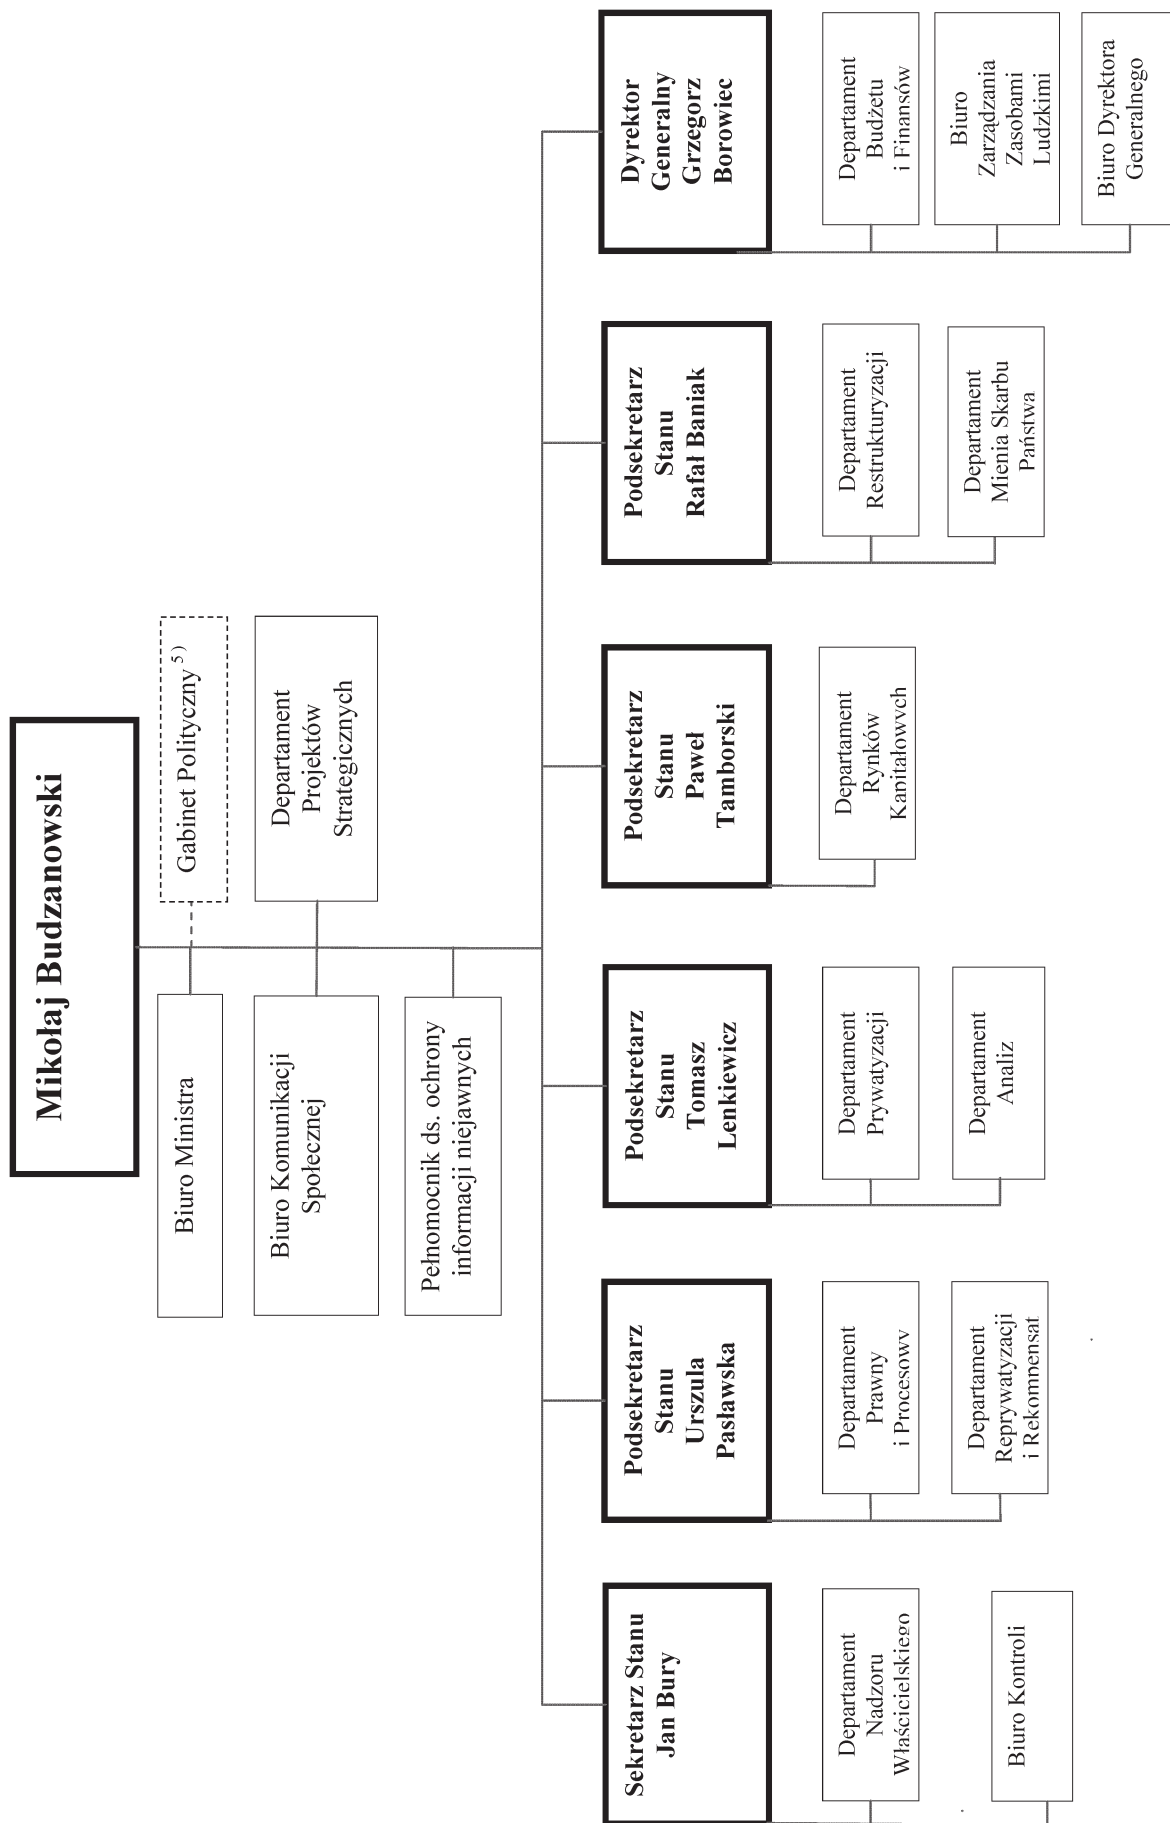 Mikołaj Budzanowski
Biuro Ministra
Gabinet Polityczny 5)
Biuro Komunikacji
Społecznej
Departament
Projektów
Strategicznych
Pełnomocnik ds. ochrony
informacji niejawnych
Sekretarz Stanu
Jan Bury
Departament
Nadzoru
Właścicielskiego
Biuro Kontroli
Podsekretarz
Stanu
Urszula
Pasławska
Departament
Prawny
i Procesowy
Departament
Reprywatyzacji
i Rekompensat
Podsekretarz
Stanu
Tomasz
Lenkiewicz
Departament
Prywatyzacji
Departament
Analiz
Podsekretarz
Stanu
Paweł
Tamborski
Departament
Rynków
Kapitałowych
Podsekretarz
Stanu
Rafał Baniak
Departament
Restrukturyzacji
Departament
Mienia Skarbu
Państwa
Dyrektor
Generalny
Grzegorz
Borowiec
Departament
Budżetu
i Finansów
Biuro
Zarządzania
Zasobami
Ludzkimi
Biuro Dyrektora
Generalnego